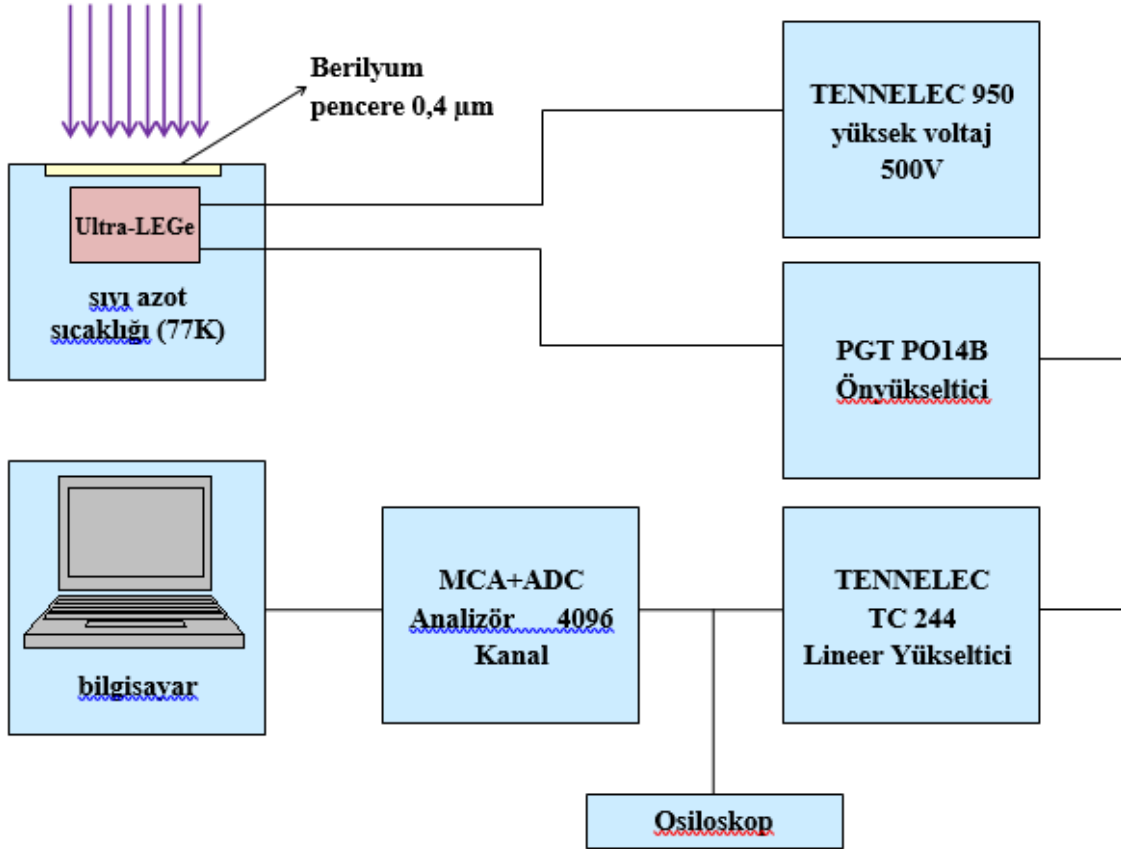 Berilyum
pencere 0,4 µm
TENNELEC 950
yüksek voltaj
500V
Ultra-LEGe
sıvı azot
sıcaklığı (77K)
PGT PO14B
Önyükseltici
bilgisayar
MCA+ADC
Analizör 4096
Kanal
TENNELEC
TC 244
Lineer Yükseltici
Osiloskop